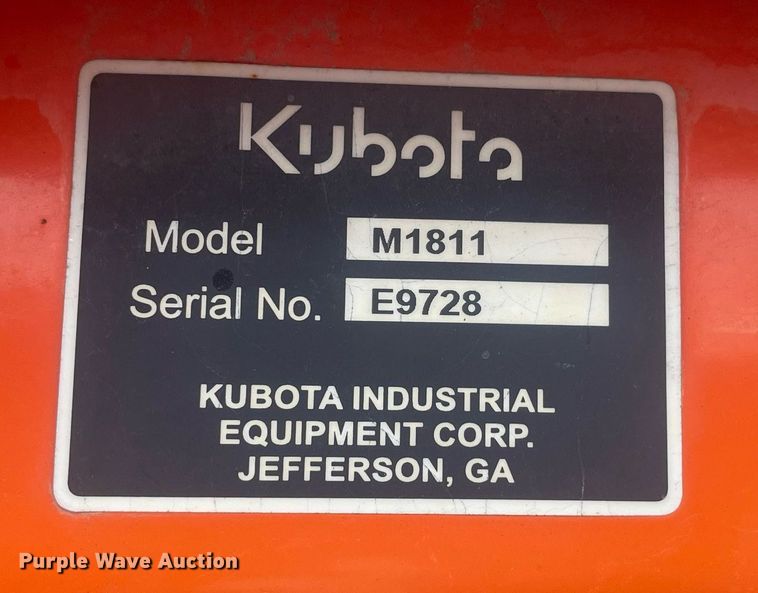 Kubota
Model M1811
Serial No. E9728
KUBOTA INDUSTRIAL
EQUIPMENT CORP.
JEFFERSON, GA
Purple Wave Auction